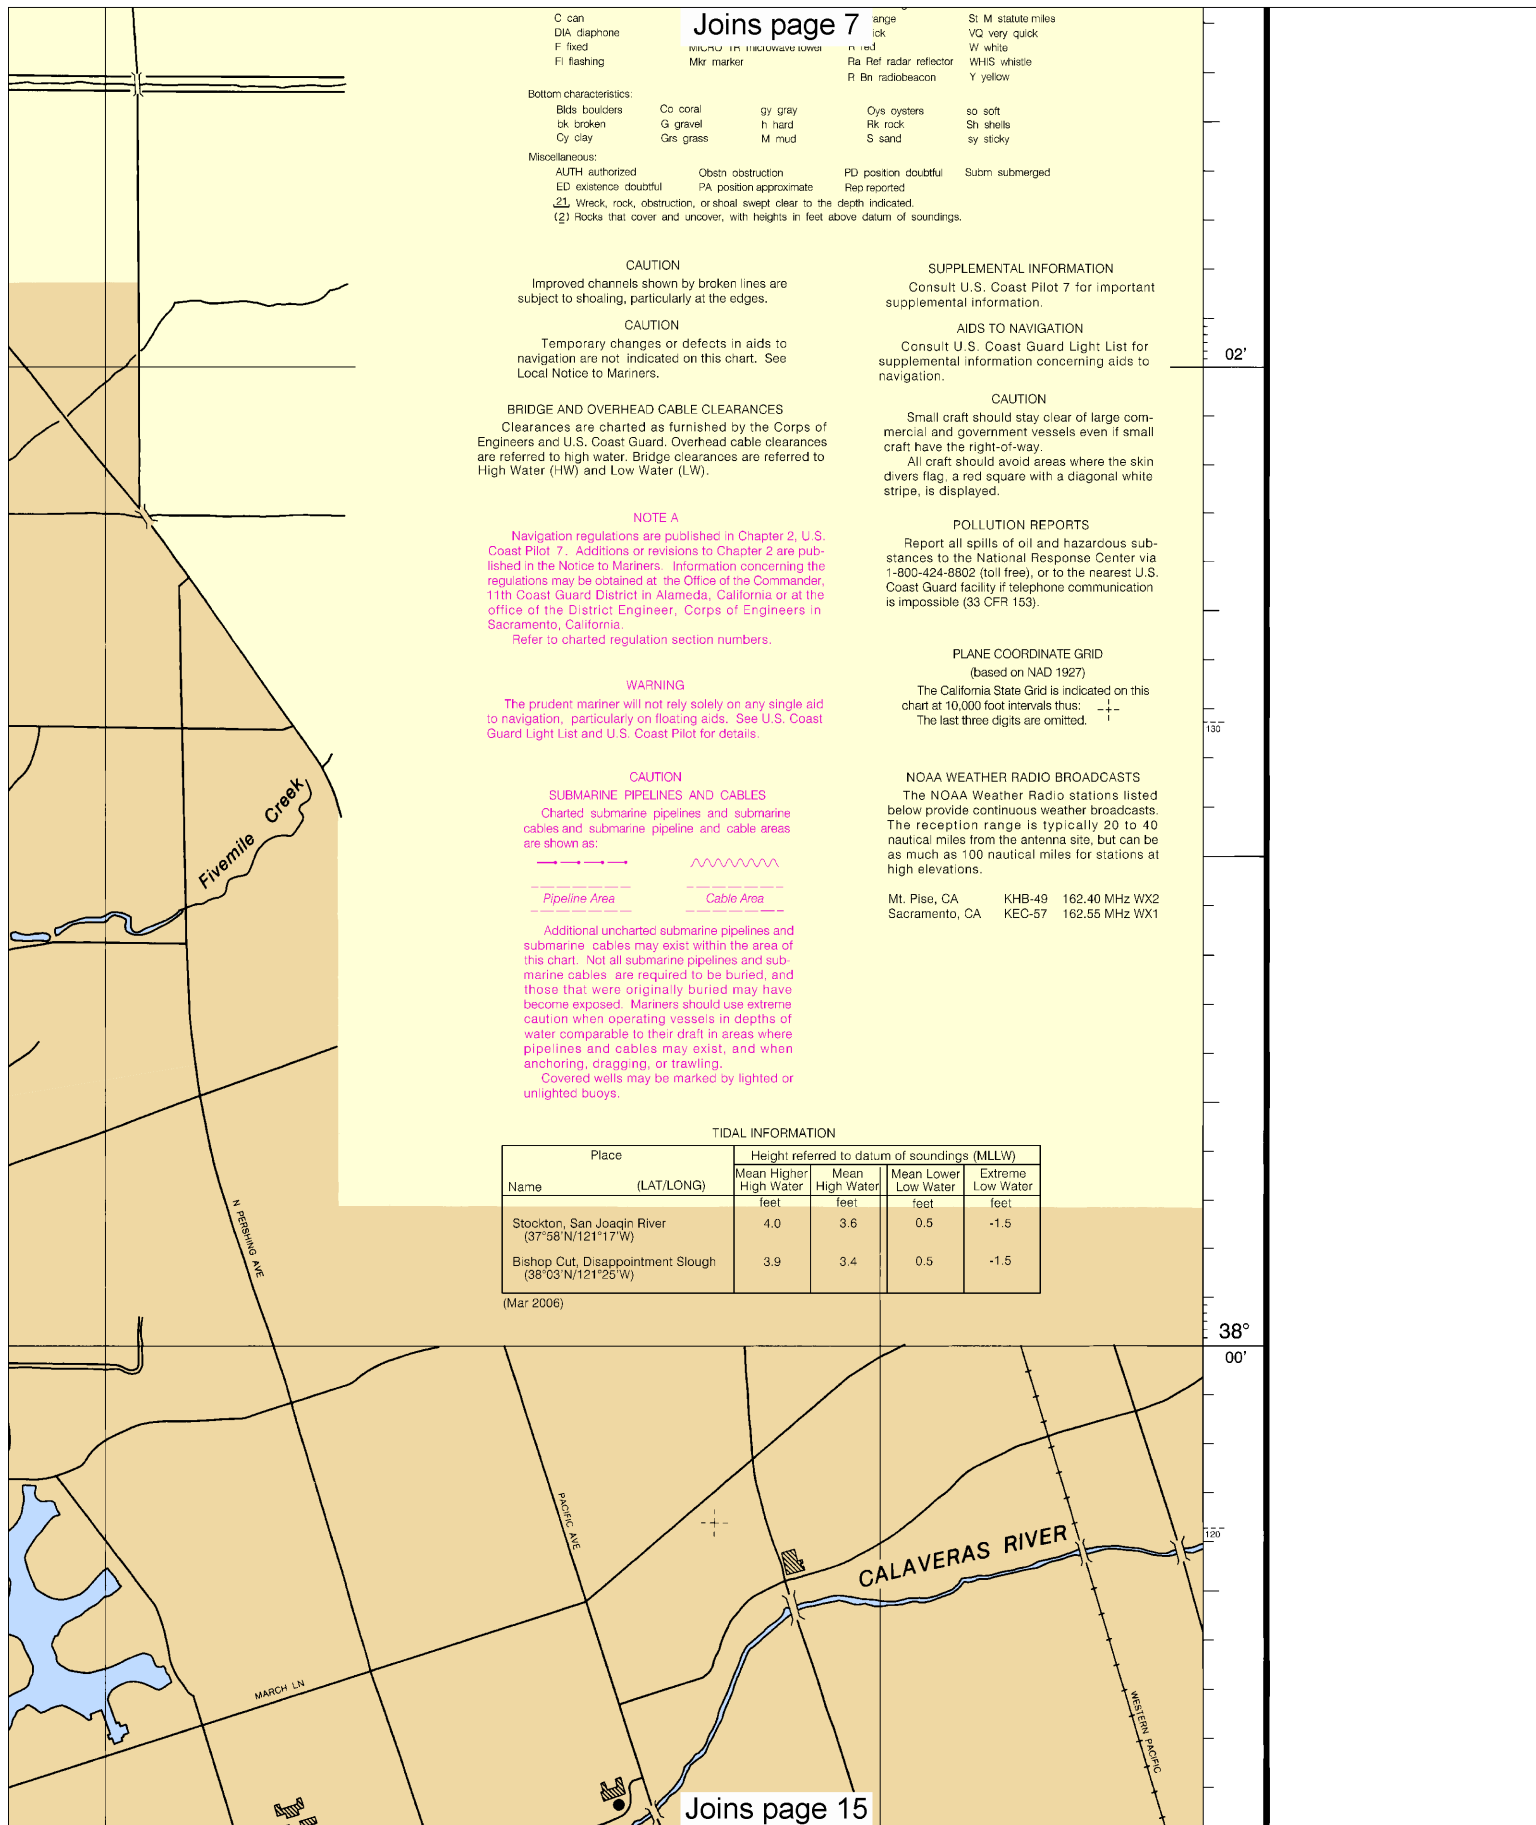 Joins page 7
C can
ange
St M statute miles
DIA diaphone
ick
VQ very quick
F fixed
MICRO TR microwave tower
R red
W white
Fl flashing
Mkr marker
Ra Ref radar reflector
WHIS whistle
R Bn radiobeacon
Y yellow
Bottom characteristics:
Blds boulders
Co coral
gy gray
Oys oysters
so soft
bk broken
G gravel
h hard
Rk rock
Sh shells
Cy clay
Grs grass
M mud
S sand
sy sticky
Miscellaneous:
AUTH authorized
Obstn obstruction
PD position doubtful
Subm submerged
ED existence doubtful
PA position approximate
Rep reported
21, Wreck, rock, obstruction, or shoal swept clear to the depth indicated.
(2) Rocks that cover and uncover, with heights in feet above datum of soundings.
CAUTION
Improved channels shown by broken lines are
subject to shoaling, particularly at the edges.
CAUTION
Temporary changes or defects in aids to
navigation are not indicated on this chart. See
Local Notice to Mariners.
BRIDGE AND OVERHEAD CABLE CLEARANCES
Clearances are charted as furnished by the Corps of
Engineers and U.S. Coast Guard. Overhead cable clearances
are referred to high water. Bridge clearances are referred to
High Water (HW) and Low Water (LW).
NOTE A
Navigation regulations are published in Chapter 2, U.S.
Coast Pilot 7. Additions or revisions to Chapter 2 are pub-
lished in the Notice to Mariners. Information concerning the
regulations may be obtained at the Office of the Commander,
11th Coast Guard District in Alameda, California or at the
office of the District Engineer, Corps of Engineers in
Sacramento, California.
Refer to charted regulation section numbers.
WARNING
The prudent mariner will not rely solely on any single aid
to navigation, particularly on floating aids. See U.S. Coast
Guard Light List and U.S. Coast Pilot for details.
CAUTION
SUBMARINE PIPELINES AND CABLES
Charted submarine pipelines and submarine
cables and submarine pipeline and cable areas
are shown as:
Pipeline Area
Cable Area
Additional uncharted submarine pipelines and
submarine cables may exist within the area of
this chart. Not all submarine pipelines and sub-
marine cables are required to be buried, and
those that were originally buried may have
become exposed. Mariners should use extreme
caution when operating vessels in depths of
water comparable to their draft in areas where
pipelines and cables may exist, and when
anchoring, dragging, or trawling.
Covered wells may be marked by lighted or
unlighted buoys.
SUPPLEMENTAL INFORMATION
Consult U.S. Coast Pilot 7 for important
supplemental information.
AIDS TO NAVIGATION
Consult U.S. Coast Guard Light List for
supplemental information concerning aids to
navigation.
CAUTION
Small craft should stay clear of large com-
mercial and government vessels even if small
craft have the right-of-way.
All craft should avoid areas where the skin
divers flag, a red square with a diagonal white
stripe, is displayed.
POLLUTION REPORTS
Report all spills of oil and hazardous sub-
stances to the National Response Center via
1-800-424-8802 (toll free), or to the nearest U.S.
Coast Guard facility if telephone communication
is impossible (33 CFR 153).
PLANE COORDINATE GRID
(based on NAD 1927)
The California State Grid is indicated on this
chart at 10,000 foot intervals thus:
The last three digits are omitted.
NOAA WEATHER RADIO BROADCASTS
The NOAA Weather Radio stations listed
below provide continuous weather broadcasts.
The reception range is typically 20 to 40
nautical miles from the antenna site, but can be
as much as 100 nautical miles for stations at
high elevations.
Mt. Pise, CA KHB-49 162.40 MHz WX2
Sacramento, CA KEC-57 162.55 MHz WX1
02'
130
Fivemile Creek
TIDAL INFORMATION
Place
Height referred to datum of soundings (MLLW)
Name (LAT/LONG)
Mean Higher High Water
Mean High Water
Mean Lower Low Water
Extreme Low Water
feet feet feet feet
Stockton, San Joaqin River 4.0 3.6 0.5 -1.5
(37°58'N/121°17'W)
Bishop Cut, Disappointment Slough 3.9 3.4 0.5 -1.5
(38°03'N/121°25'W)
(Mar 2006)
N PERSHING AVE
38°
00'
PACIFIC AVE
120
CALAVERAS RIVER
MARCH LN
WESTERN PACIFIC
Joins page 15